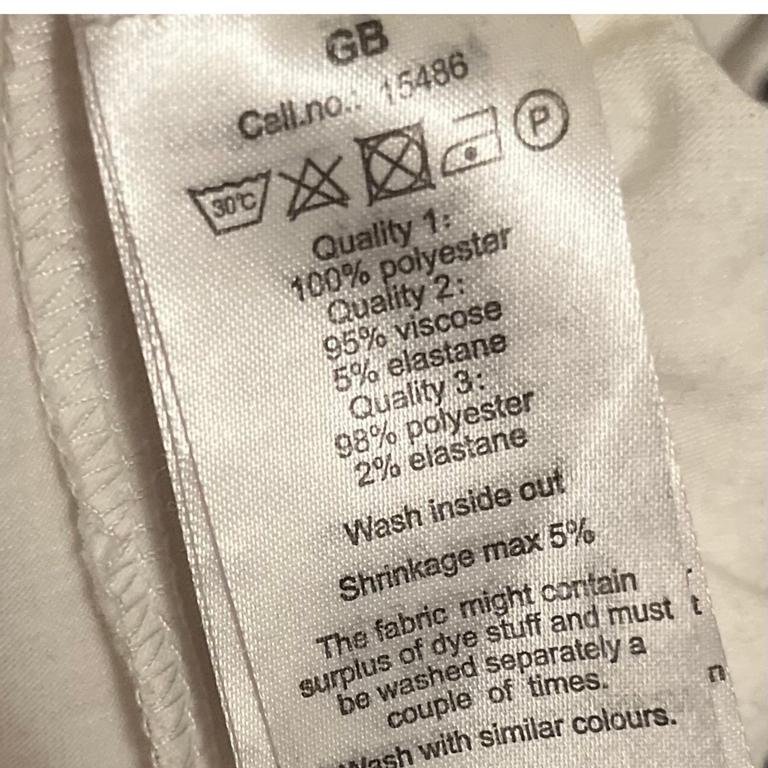 GB
Cell.no.: 15486
30°C P
Quality 1:
100% polyester
Quality 2:
95% viscose
5% elastane
Quality 3:
98% polyester
2% elastane
Wash inside out
Shrinkage max 5%
The fabric might contain
surplus of dye stuff and must t
be washed separately a
couple of times. n
Wash with similar colours.